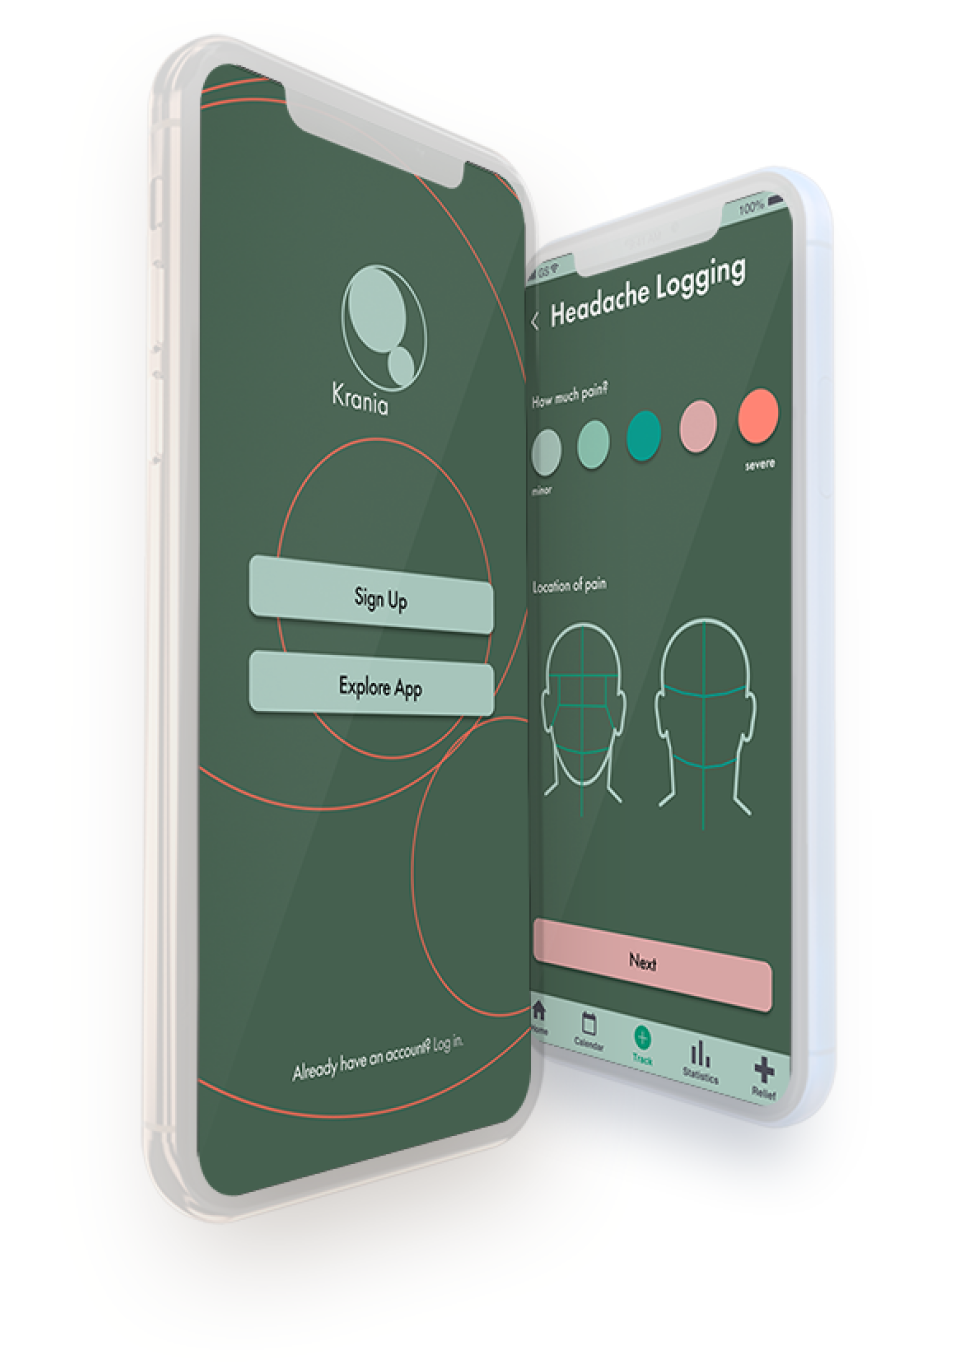 Krania
Sign Up
Explore App
Already have an account? Log in.
GS
100%
Headache Logging
How much pain?
minor
severe
Location of pain
Next
Home
Calendar
Track
Statistics
Relief